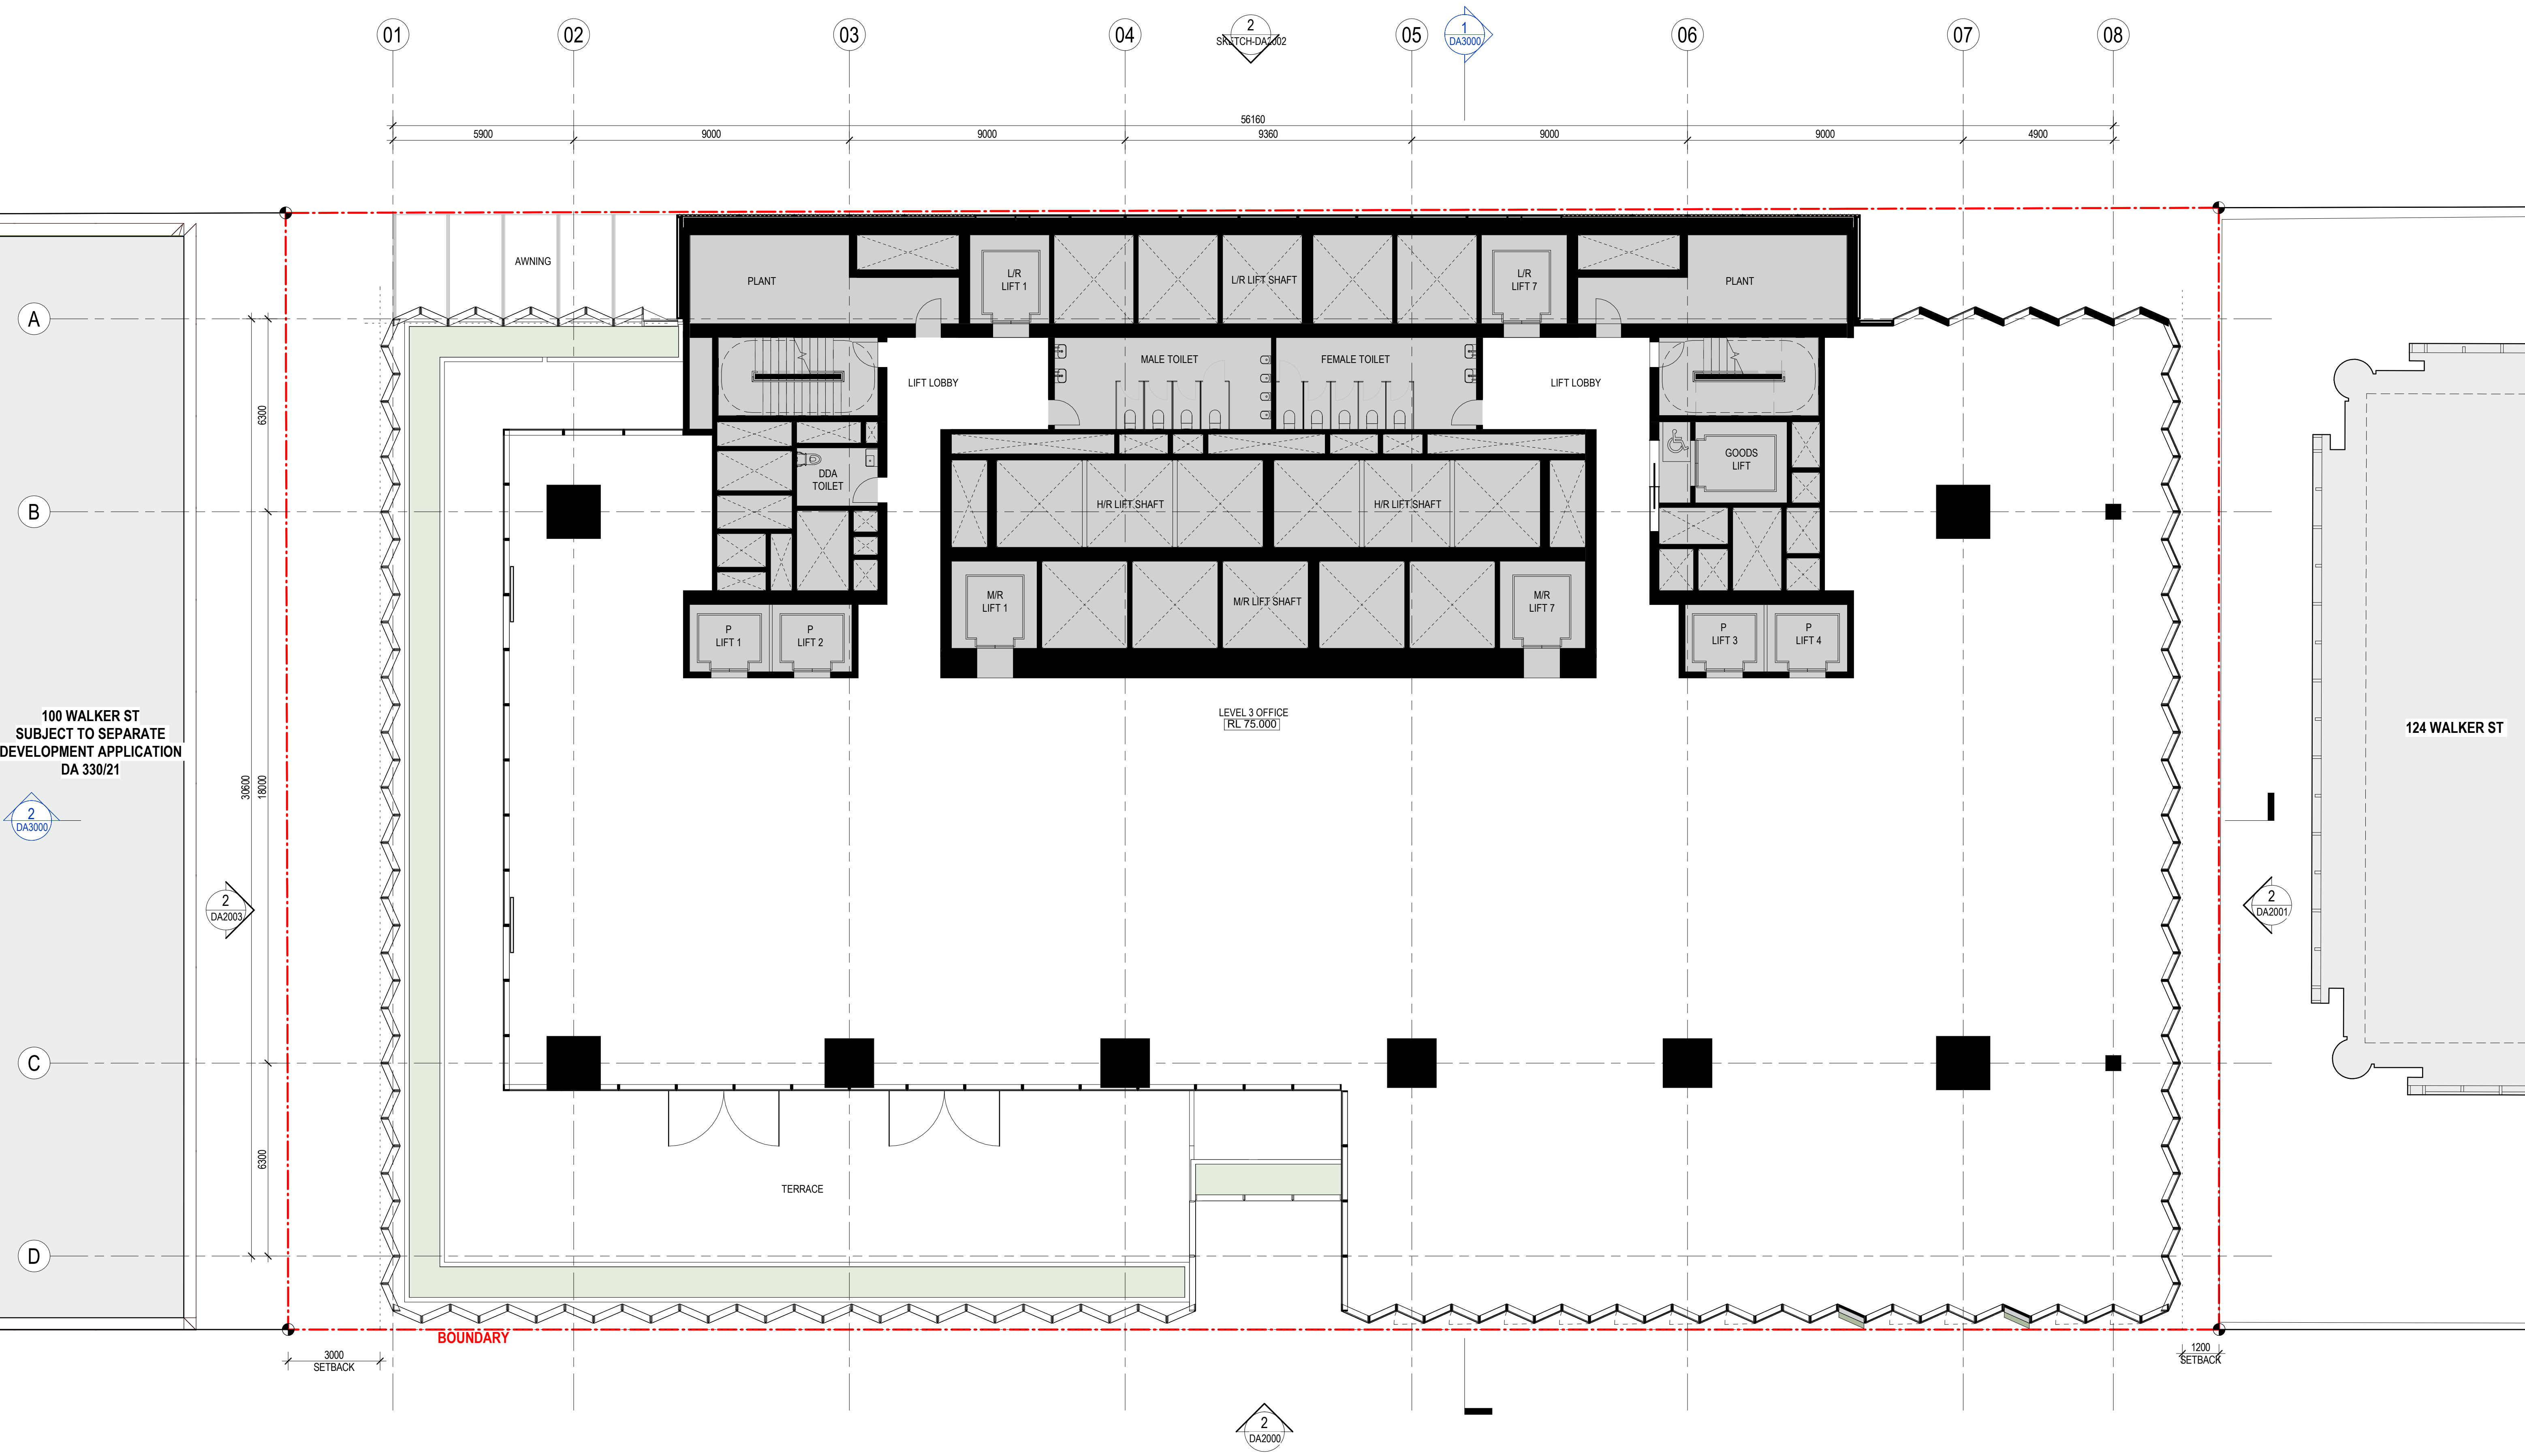 01
02
03
04
2
SKETCH-DA2002
05
1
DA3000
06
07
08
56160
5900
9000
9000
9360
9000
9000
4900
AWNING
PLANT
L/R
LIFT 1
L/R LIFT SHAFT
L/R
LIFT 7
PLANT
A
MALE TOILET
FEMALE TOILET
LIFT LOBBY
LIFT LOBBY
6300
DDA
TOILET
GOODS
LIFT
B
H/R LIFT SHAFT
H/R LIFT SHAFT
M/R
LIFT 1
M/R LIFT SHAFT
M/R
LIFT 7
P
LIFT 1
P
LIFT 2
P
LIFT 3
P
LIFT 4
LEVEL 3 OFFICE
RL 75.000
100 WALKER ST
SUBJECT TO SEPARATE
DEVELOPMENT APPLICATION
DA 330/21
124 WALKER ST
30600
18000
2
DA3000
2
DA2003
2
DA2001
C
6300
TERRACE
D
BOUNDARY
3000
SETBACK
1200
SETBACK
2
DA2000